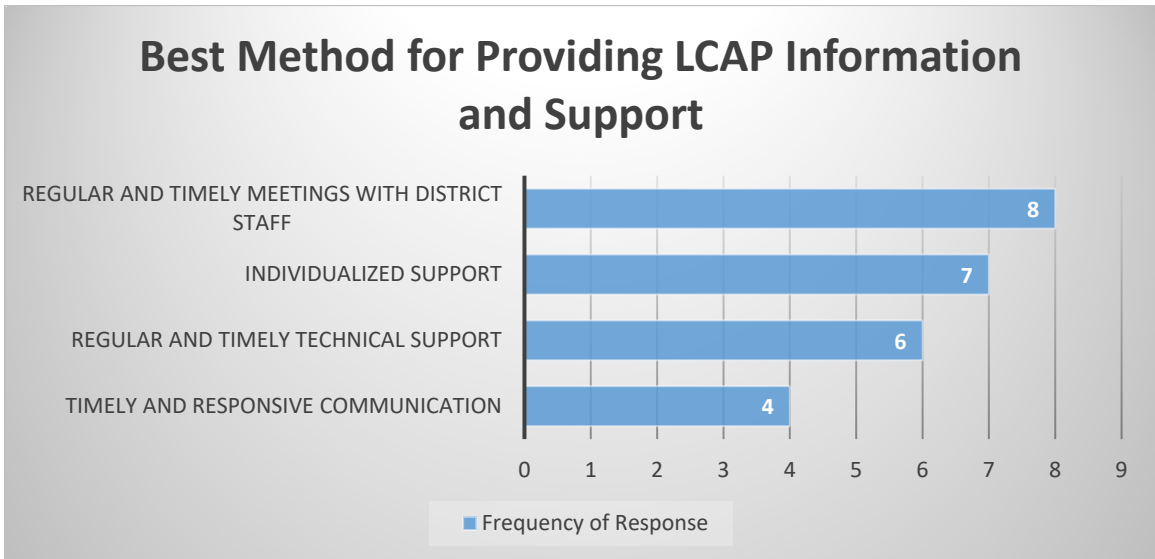 Best Method for Providing LCAP Information
and Support
REGULAR AND TIMELY MEETINGS WITH DISTRICT
STAFF
8
INDIVIDUALIZED SUPPORT
7
REGULAR AND TIMELY TECHNICAL SUPPORT
6
TIMELY AND RESPONSIVE COMMUNICATION
4
0 1 2 3 4 5 6 7 8 9
Frequency of Response